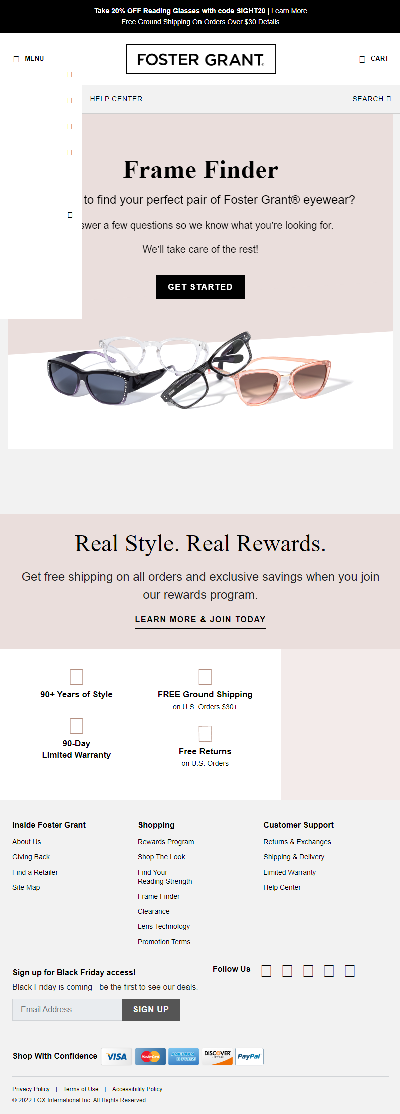 Take 20% OFF Reading Glasses with code SIGHT20 | Learn More
Free Ground Shipping On Orders Over $30 Details
MENU
FOSTER GRANT.
CART
HELP CENTER
SEARCH
Frame Finder
to find your perfect pair of Foster Grant® eyewear?
swer a few questions so we know what you're looking for.
We'll take care of the rest!
GET STARTED
Real Style. Real Rewards.
Get free shipping on all orders and exclusive savings when you join
our rewards program.
LEARN MORE & JOIN TODAY
90+ Years of Style
FREE Ground Shipping
on U.S. Orders $30+
90-Day
Limited Warranty
Free Returns
on U.S. Orders
Inside Foster Grant
About Us
Giving Back
Find a Retailer
Site Map
Shopping
Rewards Program
Shop The Look
Find Your
Reading Strength
Frame Finder
Clearance
Lens Technology
Promotion Terms
Customer Support
Returns & Exchanges
Shipping & Delivery
Limited Warranty
Help Center
Sign up for Black Friday access!
Black Friday is coming - be the first to see our deals.
Email Address
SIGN UP
Follow Us
Shop With Confidence
VISA
MasterCard
AMERICAN EXPRESS
DISCOVER
PayPal
Privacy Policy | Terms of Use | Accessibility Policy
© 2022 FGX International Inc. All Rights Reserved